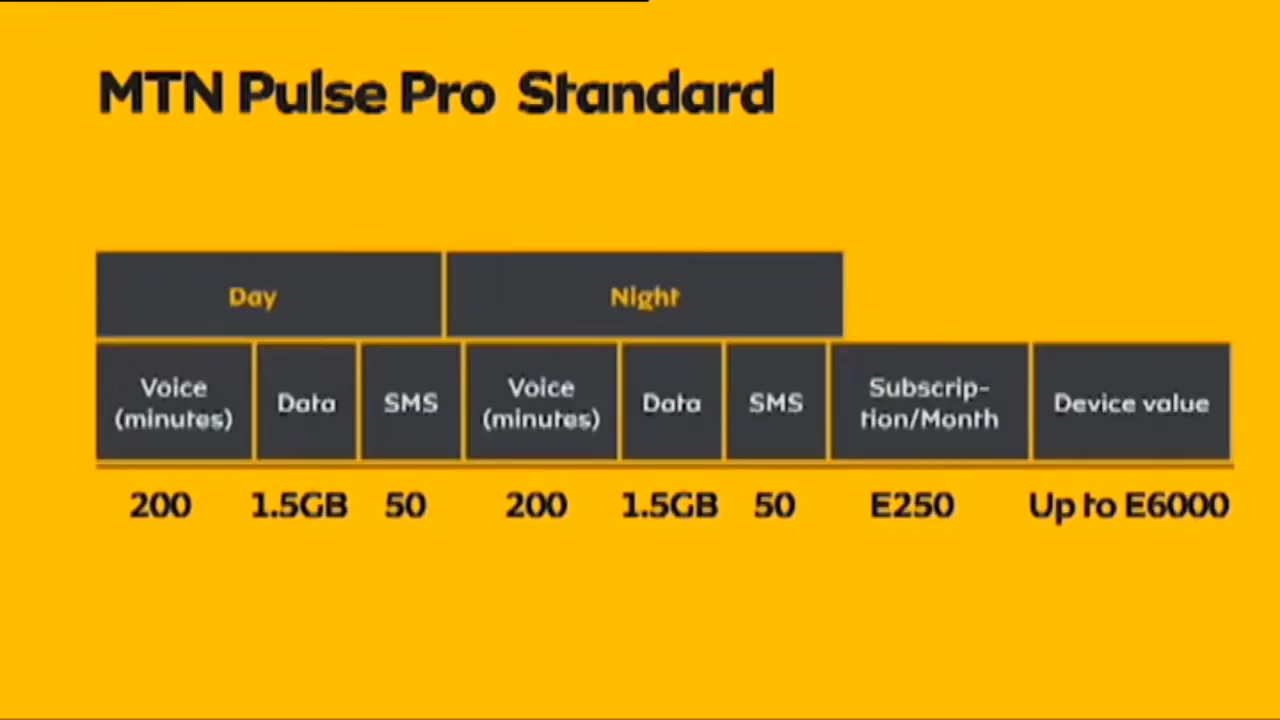 MTN Pulse Pro Standard
Day Night
Voice (minutes) Data SMS Voice (minutes) Data SMS Subscrip-tion/Month Device value
200 1.5GB 50 200 1.5GB 50 E250 Up to E6000